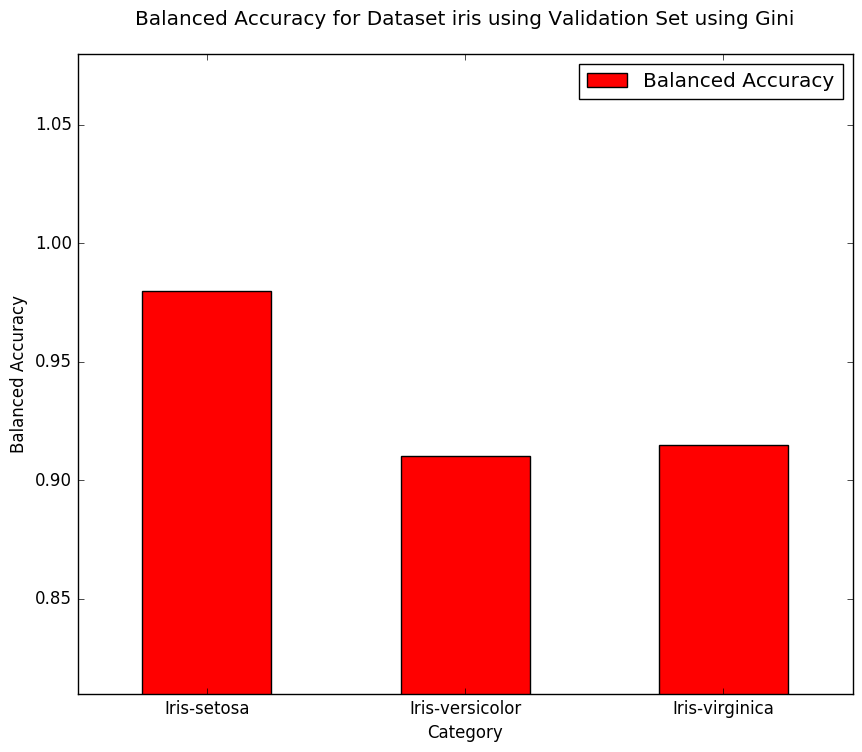 Balanced Accuracy for Dataset iris using Validation Set using Gini
Balanced Accuracy
1.05
1.00
0.95
0.90
0.85
Balanced Accuracy
Iris-setosa Iris-versicolor Iris-virginica
Category